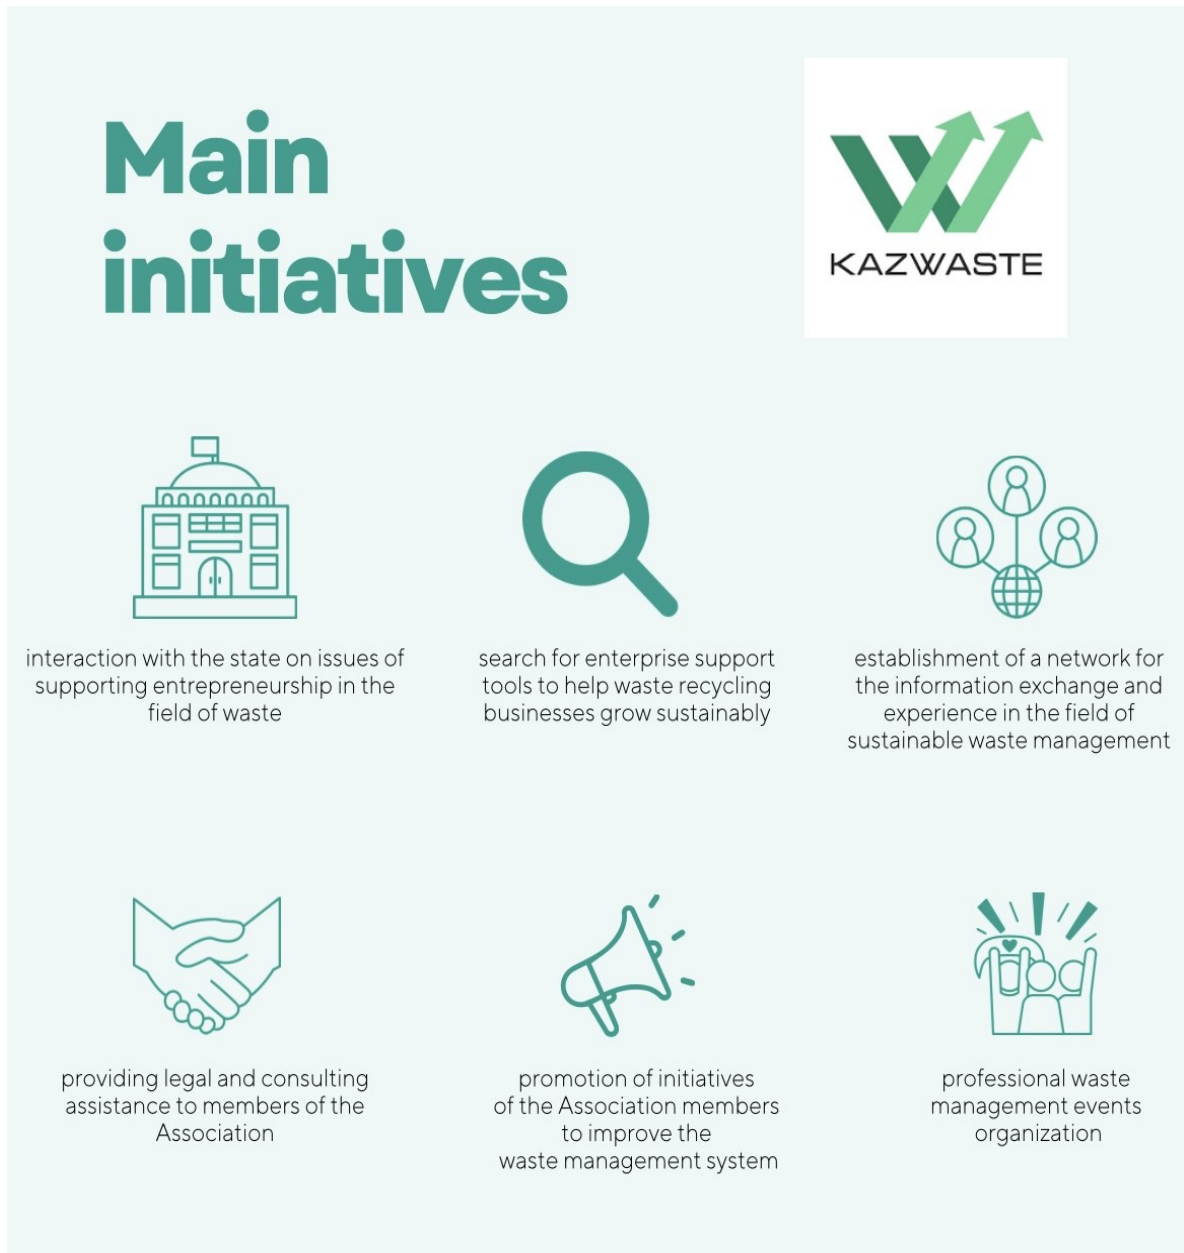 Main
initiatives
KAZWASTE
interaction with the state on issues of
supporting entrepreneurship in the
field of waste
search for enterprise support
tools to help waste recycling
businesses grow sustainably
establishment of a network for
the information exchange and
experience in the field of
sustainable waste management
providing legal and consulting
assistance to members of the
Association
promotion of initiatives
of the Association members
to improve the
waste management system
professional waste
management events
organization